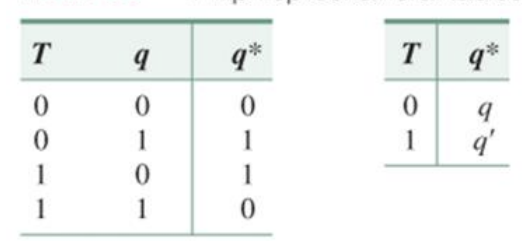 T q q*
0 0 0
0 1 1
1 0 1
1 1 0
T q*
0 q
1 q′